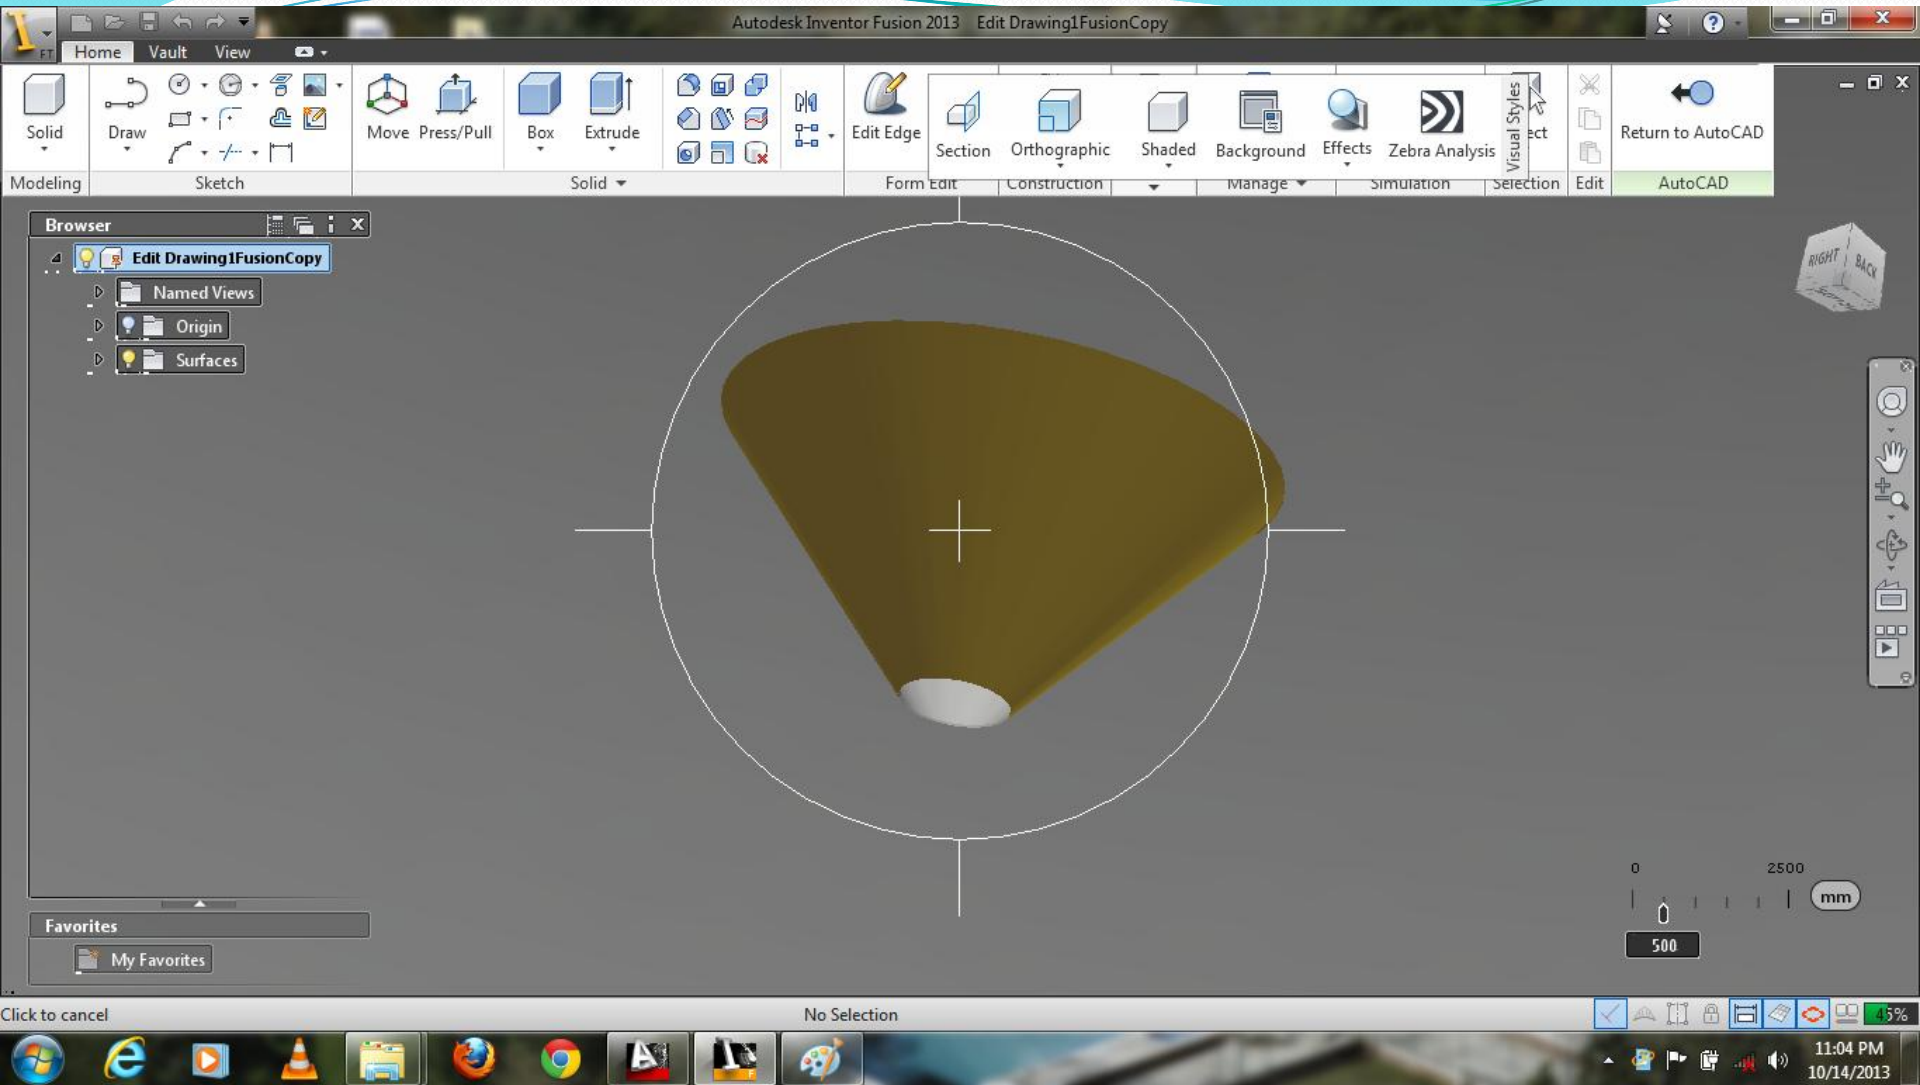 Autodesk Inventor Fusion 2013 Edit Drawing1FusionCopy
FT
Home Vault View
Solid Draw Move Press/Pull Box Extrude Edit Edge Section Orthographic Shaded Background Effects Zebra Analysis Visual Styles ect Return to AutoCAD
Modeling Sketch Solid Form Edit Construction Manage Simulation Selection Edit AutoCAD
Browser
Edit Drawing1FusionCopy
Named Views
Origin
Surfaces
RIGHT BACK
0 2500
mm
500
Favorites
My Favorites
Click to cancel No Selection 45%
11:04 PM
10/14/2013